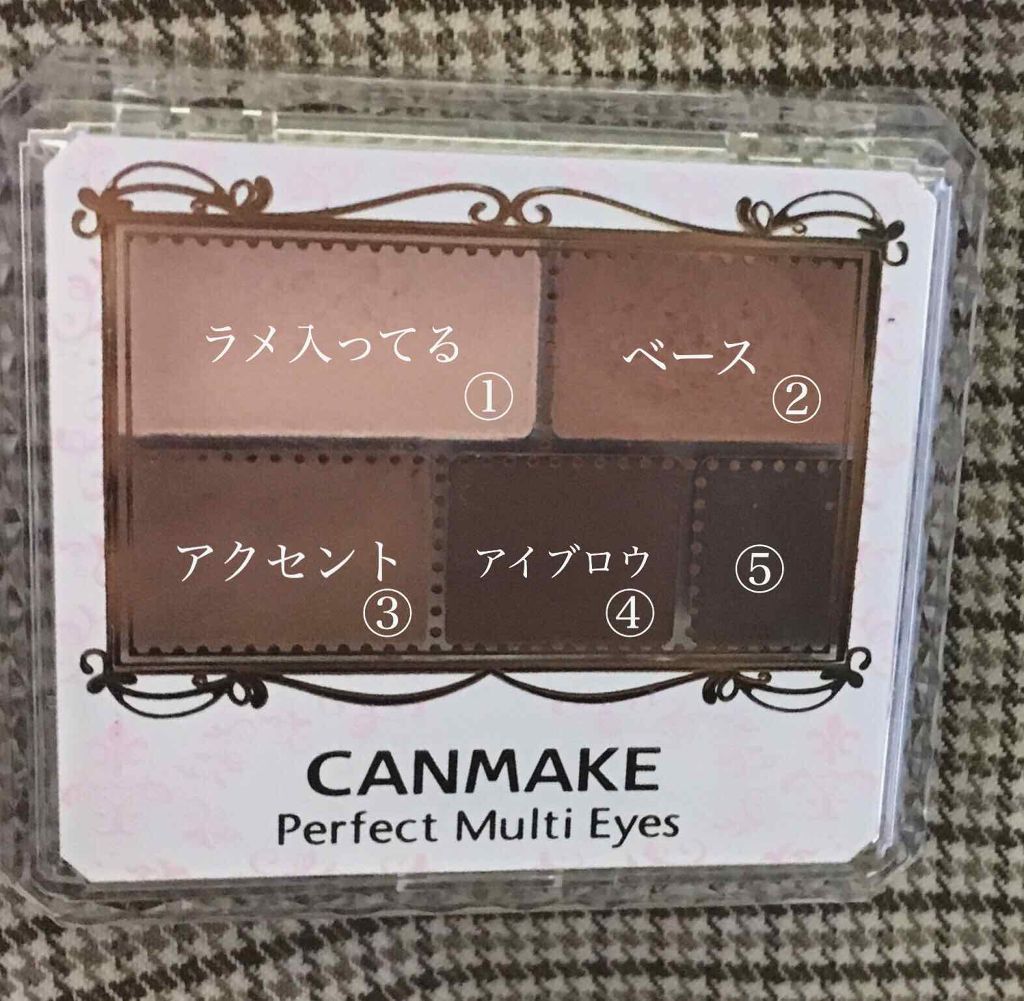 ラメ入ってる
①
ベース
②
アクセント
③
アイブロウ
④
⑤
CANMAKE
Perfect Multi Eyes